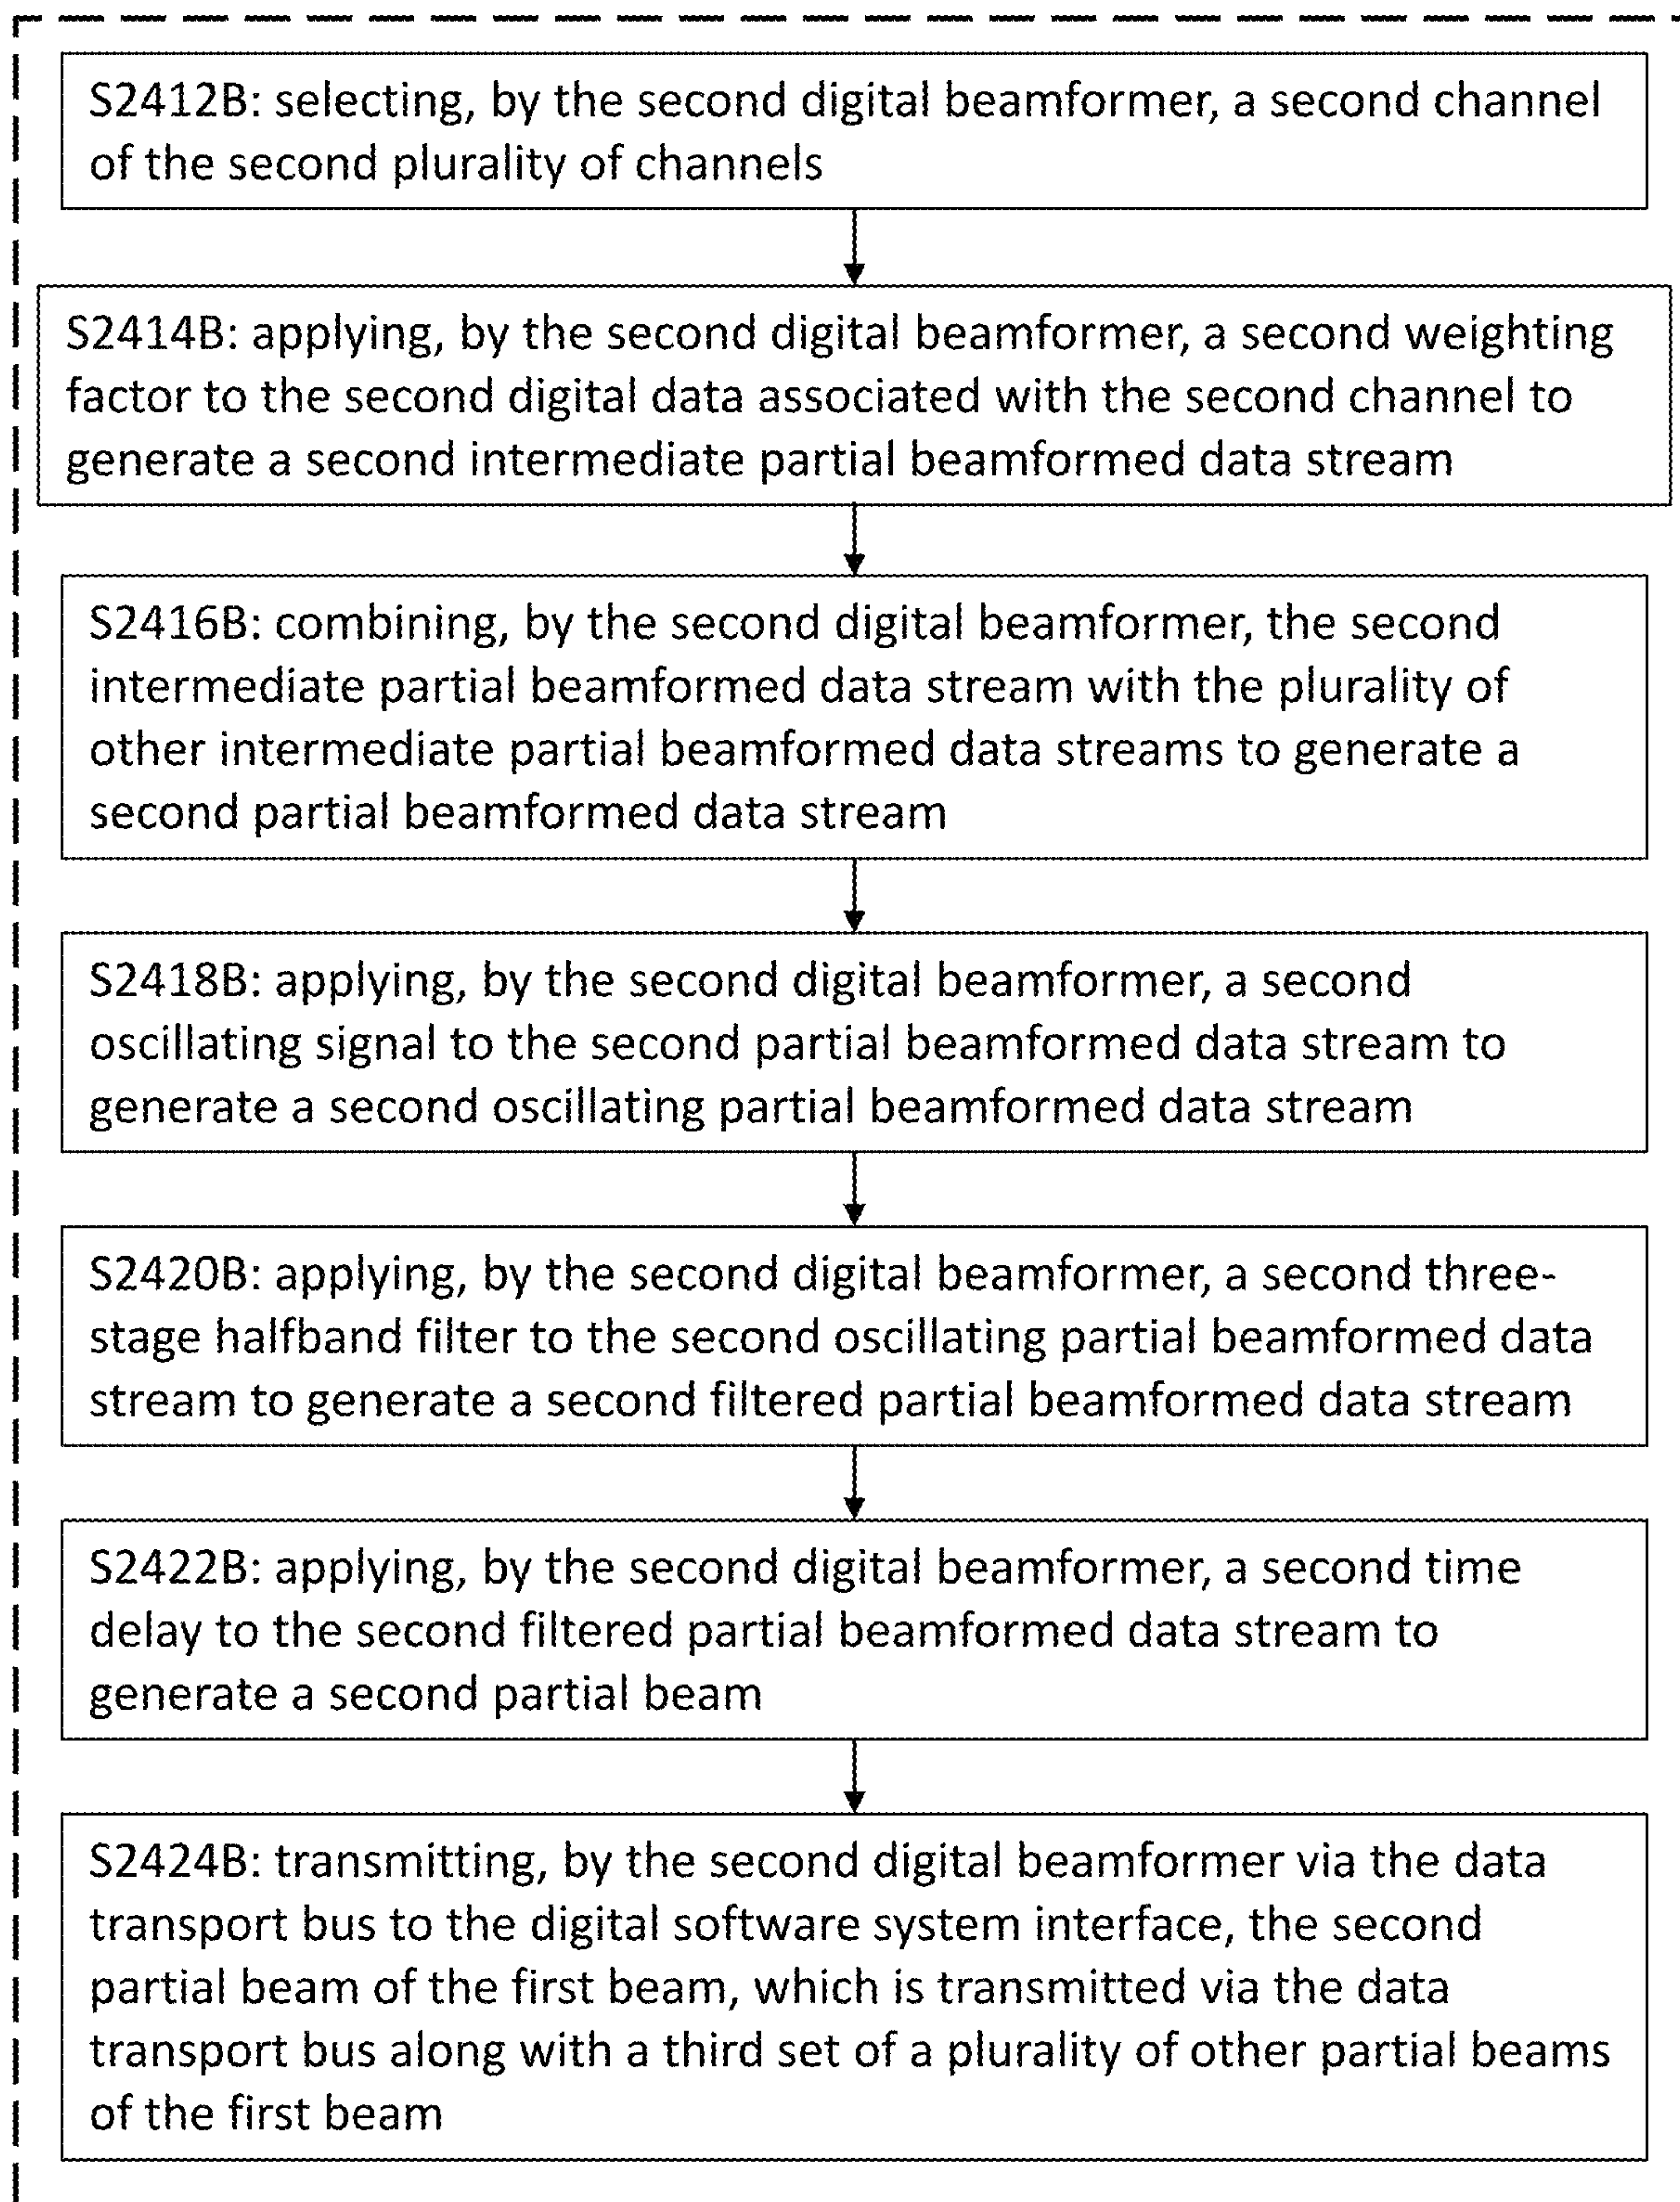 S2412B: selecting, by the second digital beamformer, a second channel
of the second plurality of channels
S2414B: applying, by the second digital beamformer, a second weighting
factor to the second digital data associated with the second channel to
generate a second intermediate partial beamformed data stream
S2416B: combining, by the second digital beamformer, the second
intermediate partial beamformed data stream with the plurality of
other intermediate partial beamformed data streams to generate a
second partial beamformed data stream
S2418B: applying, by the second digital beamformer, a second
oscillating signal to the second partial beamformed data stream to
generate a second oscillating partial beamformed data stream
S2420B: applying, by the second digital beamformer, a second three-
stage halfband filter to the second oscillating partial beamformed data
stream to generate a second filtered partial beamformed data stream
S2422B: applying, by the second digital beamformer, a second time
delay to the second filtered partial beamformed data stream to
generate a second partial beam
S2424B: transmitting, by the second digital beamformer via the data
transport bus to the digital software system interface, the second
partial beam of the first beam, which is transmitted via the data
transport bus along with a third set of a plurality of other partial beams
of the first beam